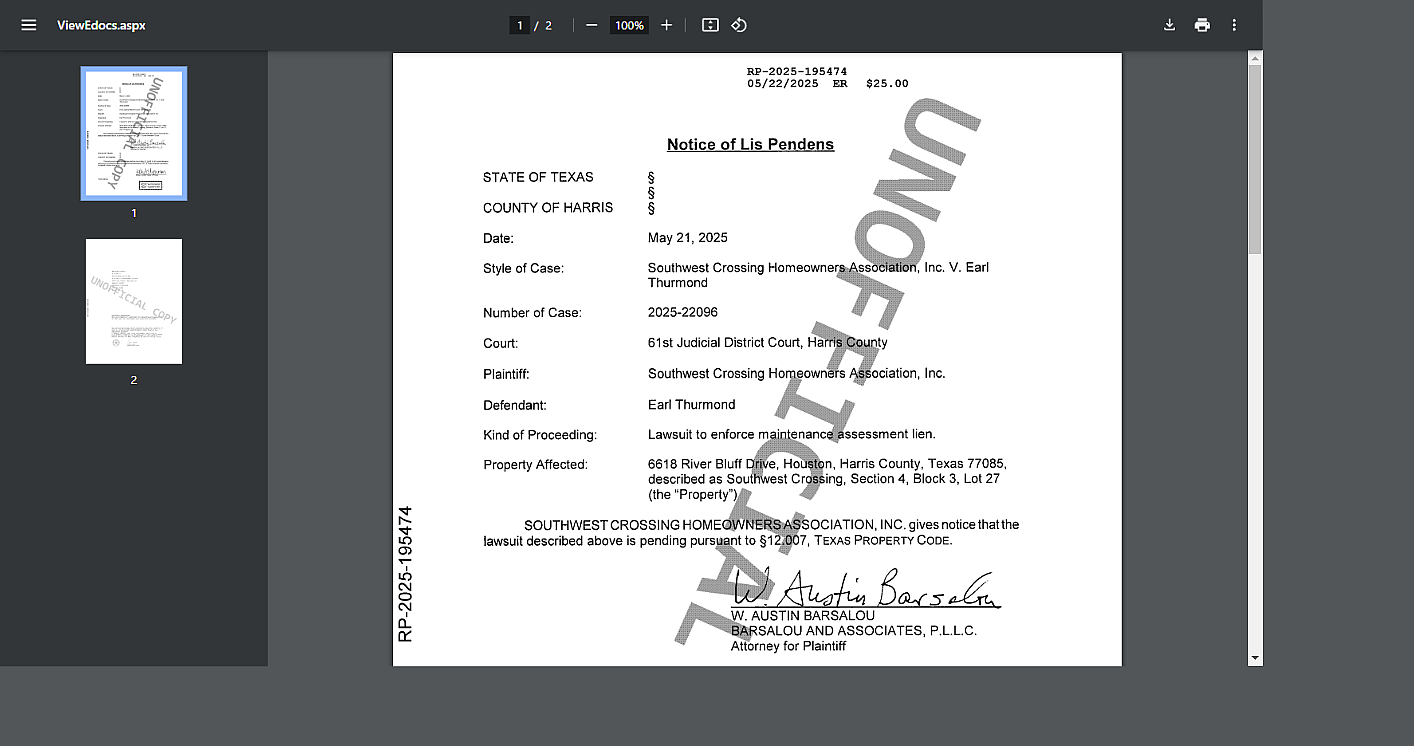 ViewEdocs.aspx
1 / 2
100%
1
2
RP-2025-195474
05/22/2025 ER $25.00
Notice of Lis Pendens
STATE OF TEXAS §
§
COUNTY OF HARRIS §
Date: May 21, 2025
Style of Case: Southwest Crossing Homeowners Association, Inc. V. Earl
Thurmond
Number of Case: 2025-22096
Court: 61st Judicial District Court, Harris County
Plaintiff: Southwest Crossing Homeowners Association, Inc.
Defendant: Earl Thurmond
Kind of Proceeding: Lawsuit to enforce maintenance assessment lien.
Property Affected: 6618 River Bluff Drive, Houston, Harris County, Texas 77085,
described as Southwest Crossing, Section 4, Block 3, Lot 27
(the “Property”)
SOUTHWEST CROSSING HOMEOWNERS ASSOCIATION, INC. gives notice that the
lawsuit described above is pending pursuant to §12.007, TEXAS PROPERTY CODE.
W. Austin Barsalou
W. AUSTIN BARSALOU
BARSALOU AND ASSOCIATES, P.L.L.C.
Attorney for Plaintiff
RP-2025-195474
UNOFFICIAL
UNOFFICIAL COPY
UNOFFICIAL COPY